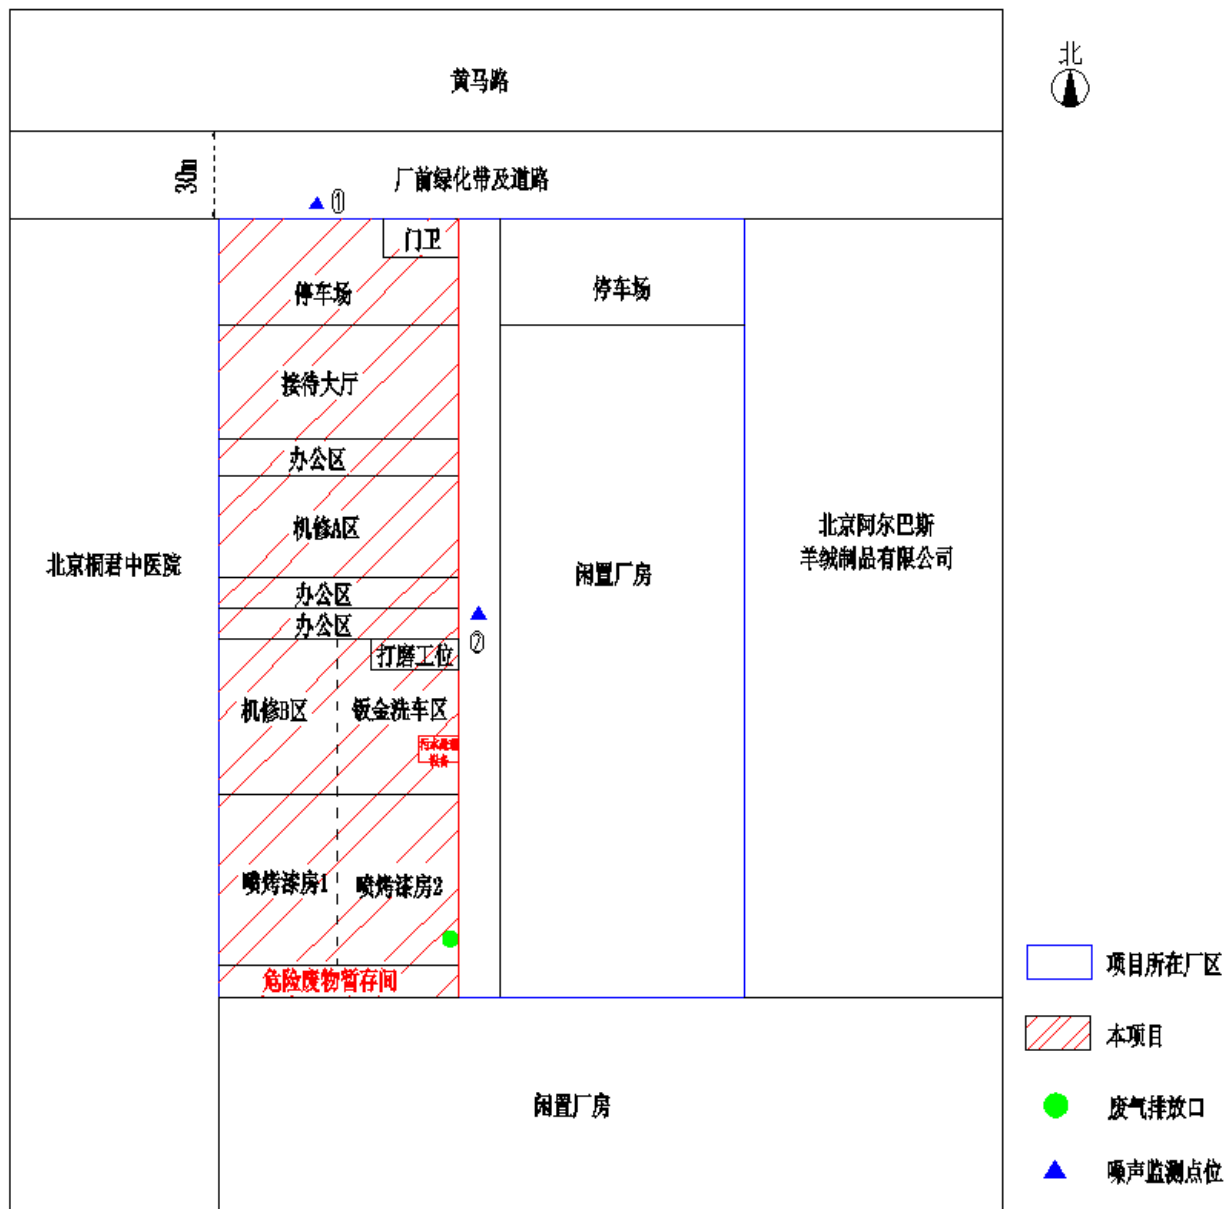 北
黄马路
30m
厂前绿化带及道路
①
门卫
停车场
停车场
接待大厅
办公区
机修A区
北京阿尔巴斯
羊绒制品有限公司
北京桐君中医院
闲置厂房
办公区
办公区
②
打磨工位
机修B区
钣金洗车区
污水处理
设备
喷烤漆房1
喷烤漆房2
危险废物暂存间
项目所在厂区
本项目
闲置厂房
废气排放口
噪声监测点位